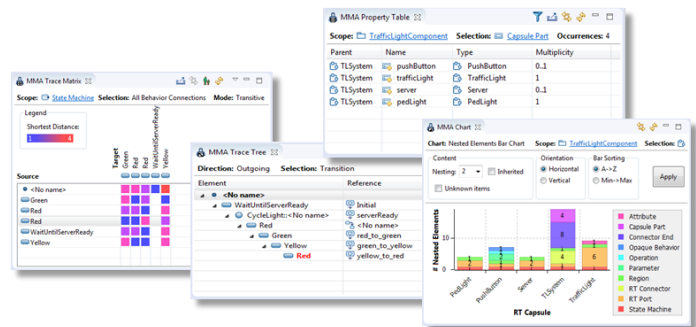 MMA Property Table
Scope: TrafficLightComponent Selection: Capsule Part Occurrences: 4
Parent Name Type Multiplicity
TLSystem pushButton PushButton 0..1
TLSystem trafficLight TrafficLight 1
TLSystem server Server 0..1
TLSystem pedLight PedLight 1
MMA Trace Matrix
Scope: State Machine Selection: All Behavior Connections Mode: Transitive
Legend
Shortest Distance:
1 4
Target
Green
Red
Red
WaitUntilServerReady
Yellow
Source
<No name>
Green
Red
Red
WaitUntilServerReady
Yellow
MMA Trace Tree
Direction: Outgoing Selection: Transition
Element Reference
<No name>
WaitUntilServerReady Initial
CycleLight::<No name> serverReady
Red <No name>
Green red_to_green
Yellow green_to_yellow
Red yellow_to_red
MMA Chart
Chart: Nested Elements Bar Chart Scope: TrafficLightComponent Selection:
Content Orientation Bar Sorting
Nesting: 2 Inherited Horizontal A->Z
Unknown items Vertical Min->Max
Apply
# Nested Elements
10
0
4
8
4
6
PedLight
PushButton
Server
TLSystem
TrafficLight
RT Capsule
Attribute
Capsule Part
Connector End
Opaque Behavior
Operation
Parameter
Region
RT Connector
RT Port
State Machine